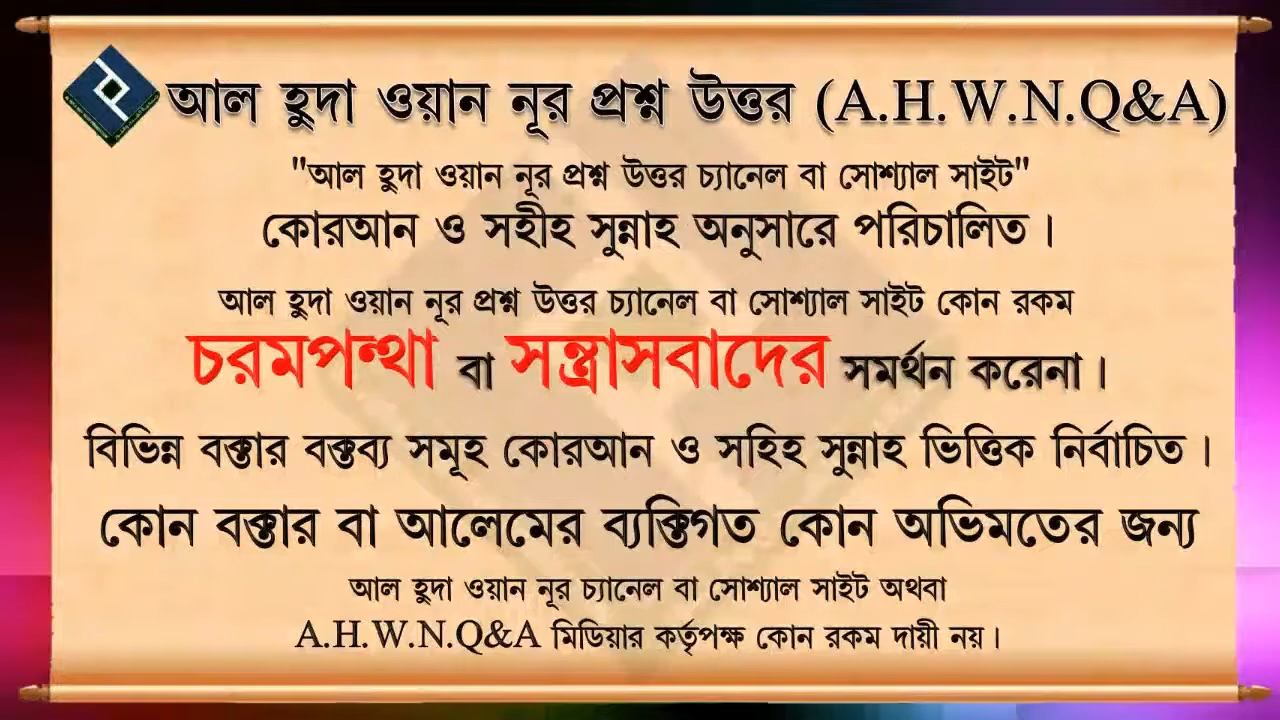 আল হুদা ওয়ান নূর প্রশ্ন উত্তর (A.H.W.N.Q&A)
"আল হুদা ওয়ান নূর প্রশ্ন উত্তর চ্যানেল বা সোশ্যাল সাইট"
কোরআন ও সহীহ সুন্নাহ অনুসারে পরিচালিত।
আল হুদা ওয়ান নূর প্রশ্ন উত্তর চ্যানেল বা সোশ্যাল সাইট কোন রকম
চরমপন্থা বা সন্ত্রাসবাদের সমর্থন করেনা।
বিভিন্ন বক্তার বক্তব্য সমূহ কোরআন ও সহিহ সুন্নাহ ভিত্তিক নির্বাচিত।
কোন বক্তার বা আলেমের ব্যক্তিগত কোন অভিমতের জন্য
আল হুদা ওয়ান নূর চ্যানেল বা সোশ্যাল সাইট অথবা
A.H.W.N.Q&A মিডিয়ার কর্তৃপক্ষ কোন রকম দায়ী নয়।